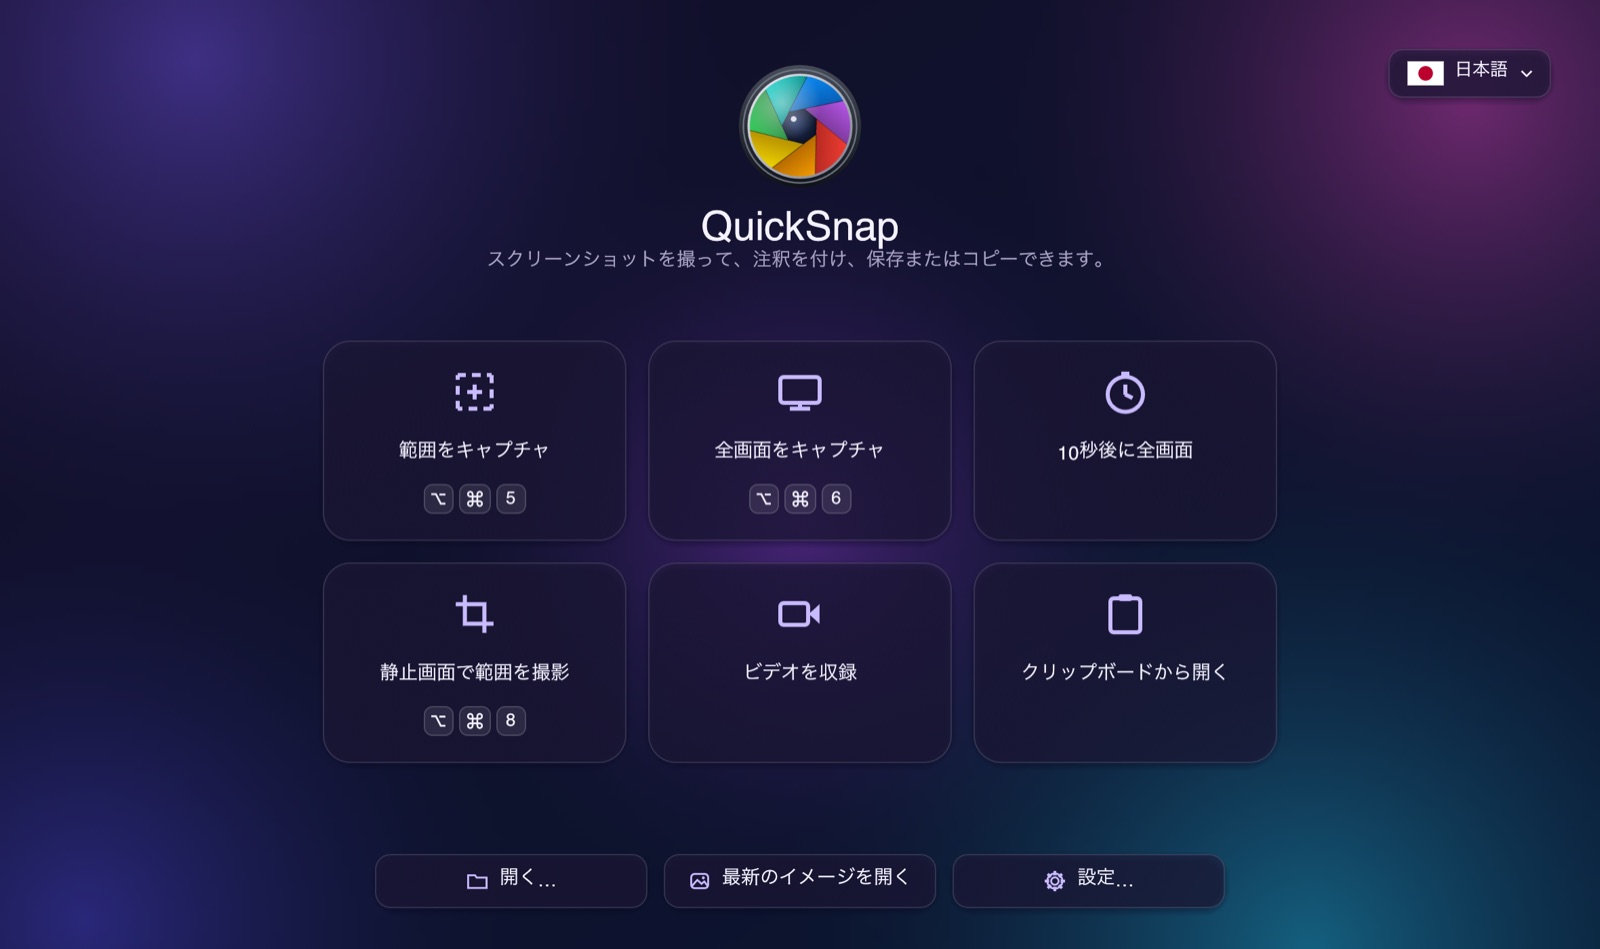 日本語
QuickSnap
スクリーンショットを撮って、注釈を付け、保存またはコピーできます。
範囲をキャプチャ
⌥ ⌘ 5
全画面をキャプチャ
⌥ ⌘ 6
10秒後に全画面
静止画面で範囲を撮影
⌥ ⌘ 8
ビデオを収録
クリップボードから開く
開く…
最新のイメージを開く
設定…